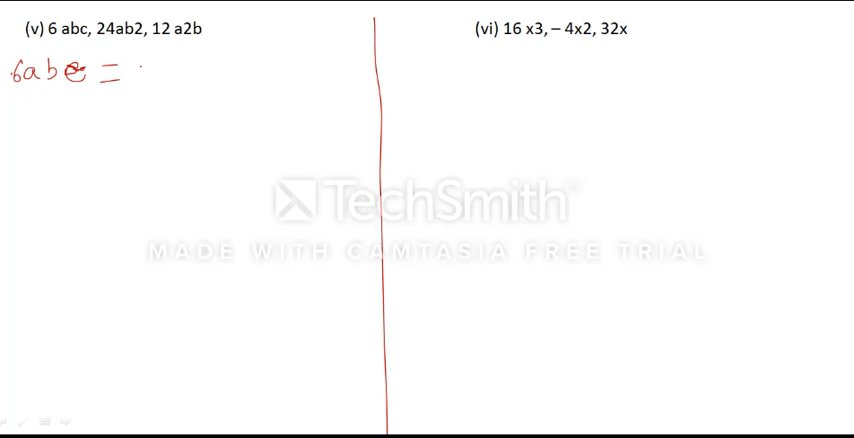 (v) 6 abc, 24ab2, 12 a2b
6abc =
(vi) 16 x3, – 4x2, 32x
TechSmith®
MADE WITH CAMTASIA FREE TRIAL